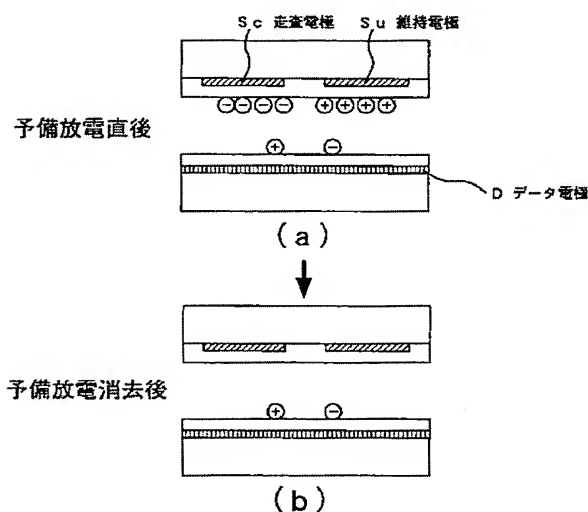 Sc 走査電極 Su 維持電極
⊖⊖⊖⊖ ⊕⊕⊕⊕
予備放電直後
⊕ ⊖
D データ電極
(a)
予備放電消去後
⊕ ⊖
(b)